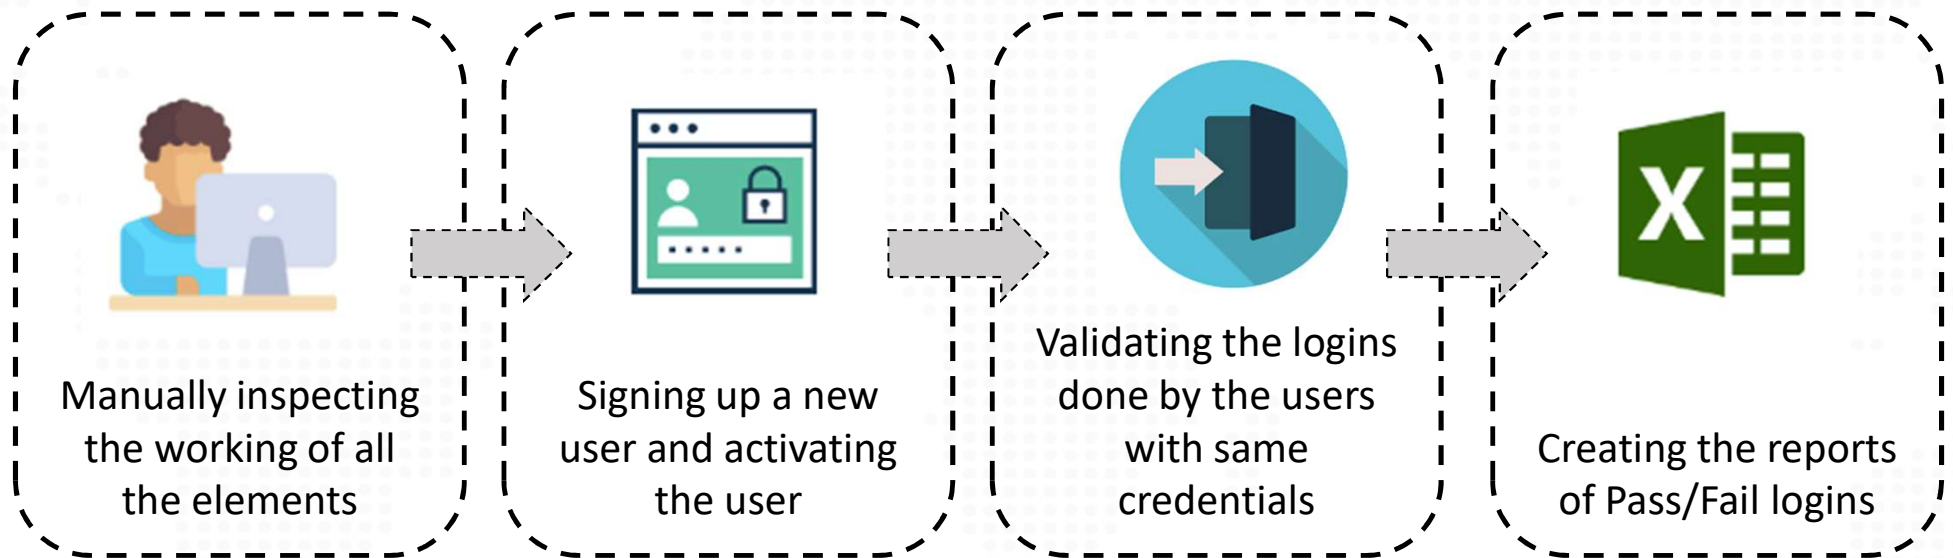 Manually inspecting
the working of all
the elements
Signing up a new
user and activating
the user
Validating the logins
done by the users
with same
credentials
X
Creating the reports
of Pass/Fail logins